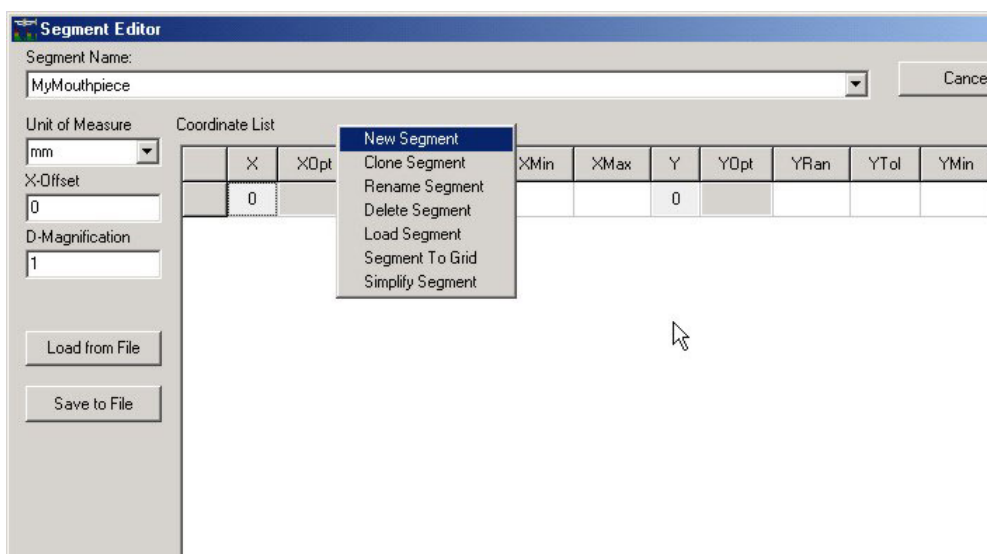 Segment Editor
Segment Name:
MyMouthpiece
Cance
Unit of Measure
mm
X-Offset
0
D-Magnification
1
Load from File
Save to File
Coordinate List
X XOpt XMin XMax Y YOpt YRan YTol YMin
0 0
New Segment
Clone Segment
Rename Segment
Delete Segment
Load Segment
Segment To Grid
Simplify Segment